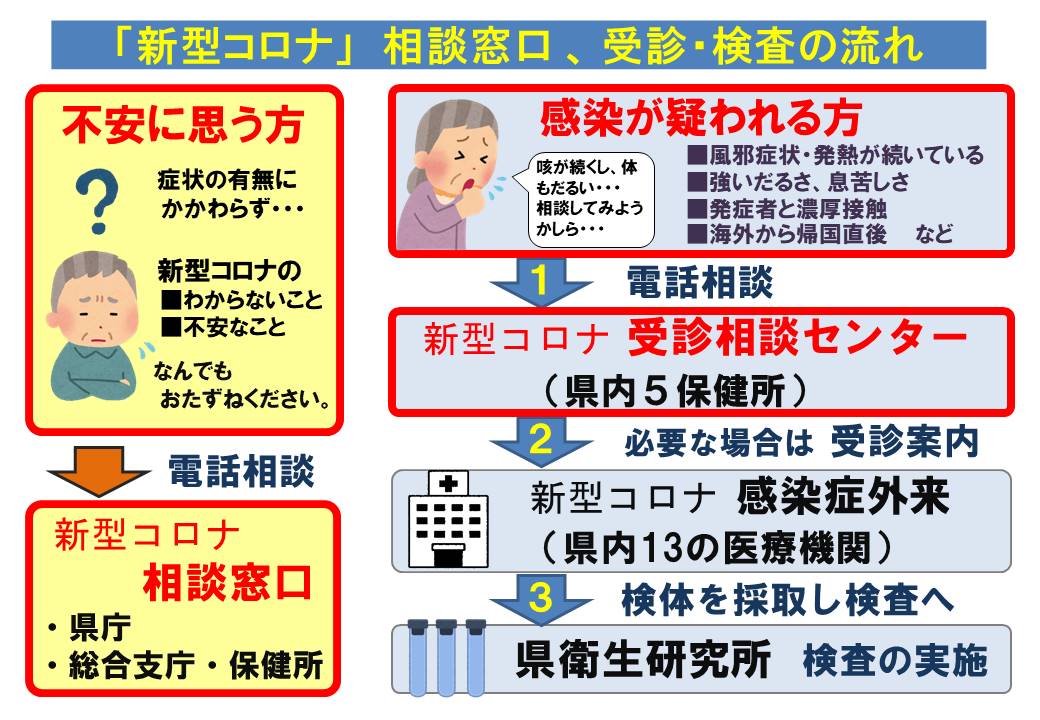 「新型コロナ」 相談窓口、受診・検査の流れ
不安に思う方
?
症状の有無に
かかわらず・・・
新型コロナの
■わからないこと
■不安なこと
なんでも
おたずねください。
電話相談
新型コロナ
相談窓口
・県庁
・総合支庁・保健所
感染が疑われる方
咳が続くし、体
もだるい・・・
相談してみよう
かしら・・・
■風邪症状・発熱が続いている
■強いだるさ、息苦しさ
■発症者と濃厚接触
■海外から帰国直後 など
1 電話相談
新型コロナ 受診相談センター
（県内５保健所）
2 必要な場合は 受診案内
新型コロナ 感染症外来
（県内13の医療機関）
3 検体を採取し検査へ
県衛生研究所 検査の実施